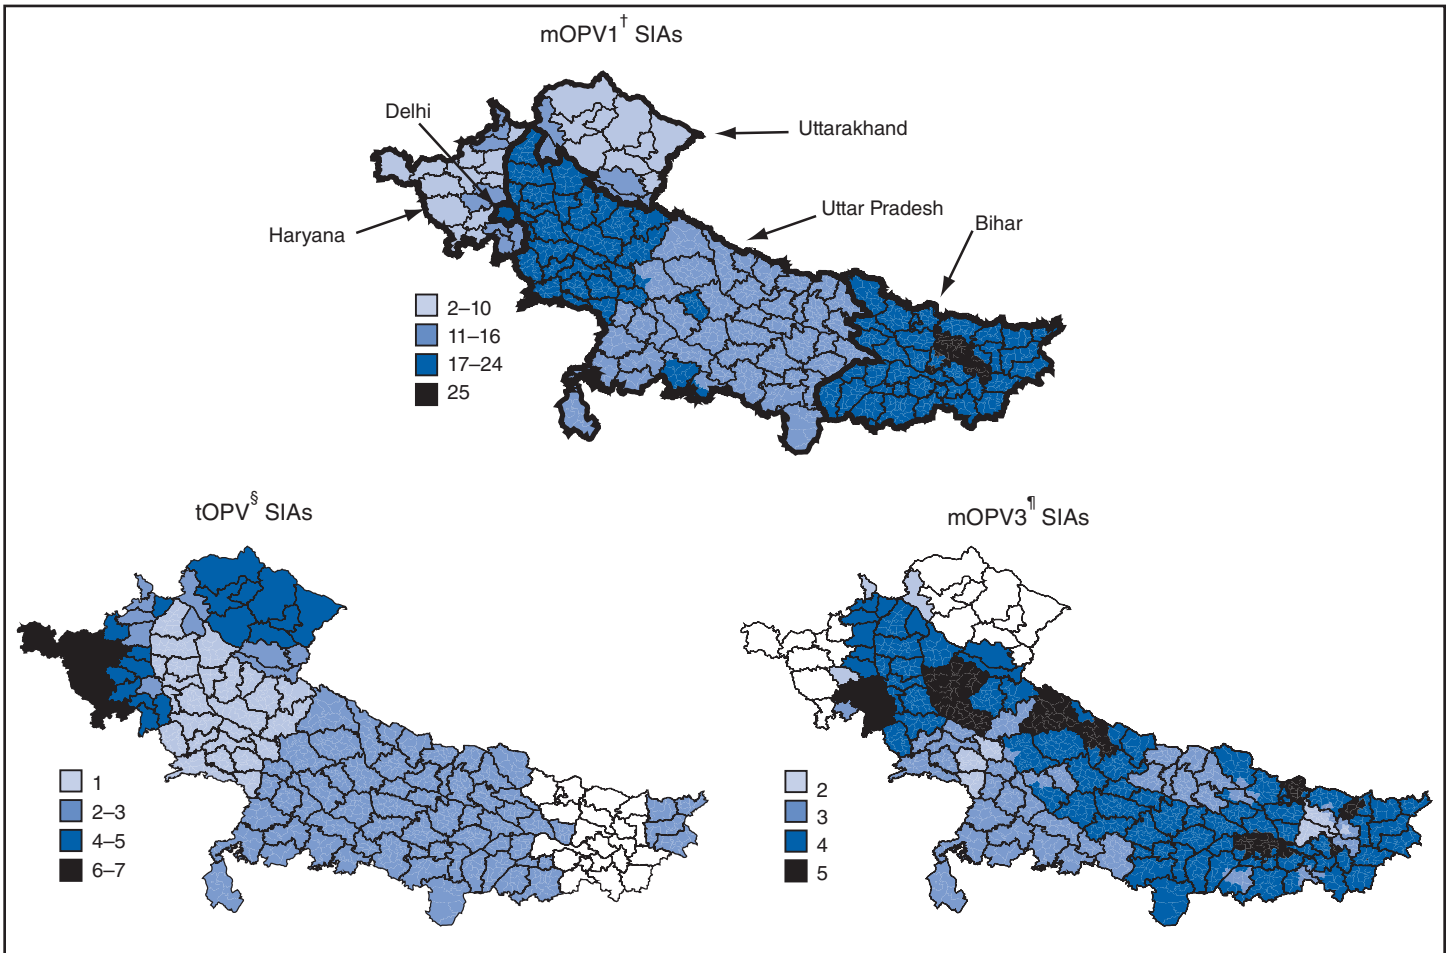 mOPV1† SIAs
Delhi
Uttarakhand
Uttar Pradesh
Bihar
Haryana
2–10
11–16
17–24
25
tOPV§ SIAs
1
2–3
4–5
6–7
mOPV3¶ SIAs
2
3
4
5